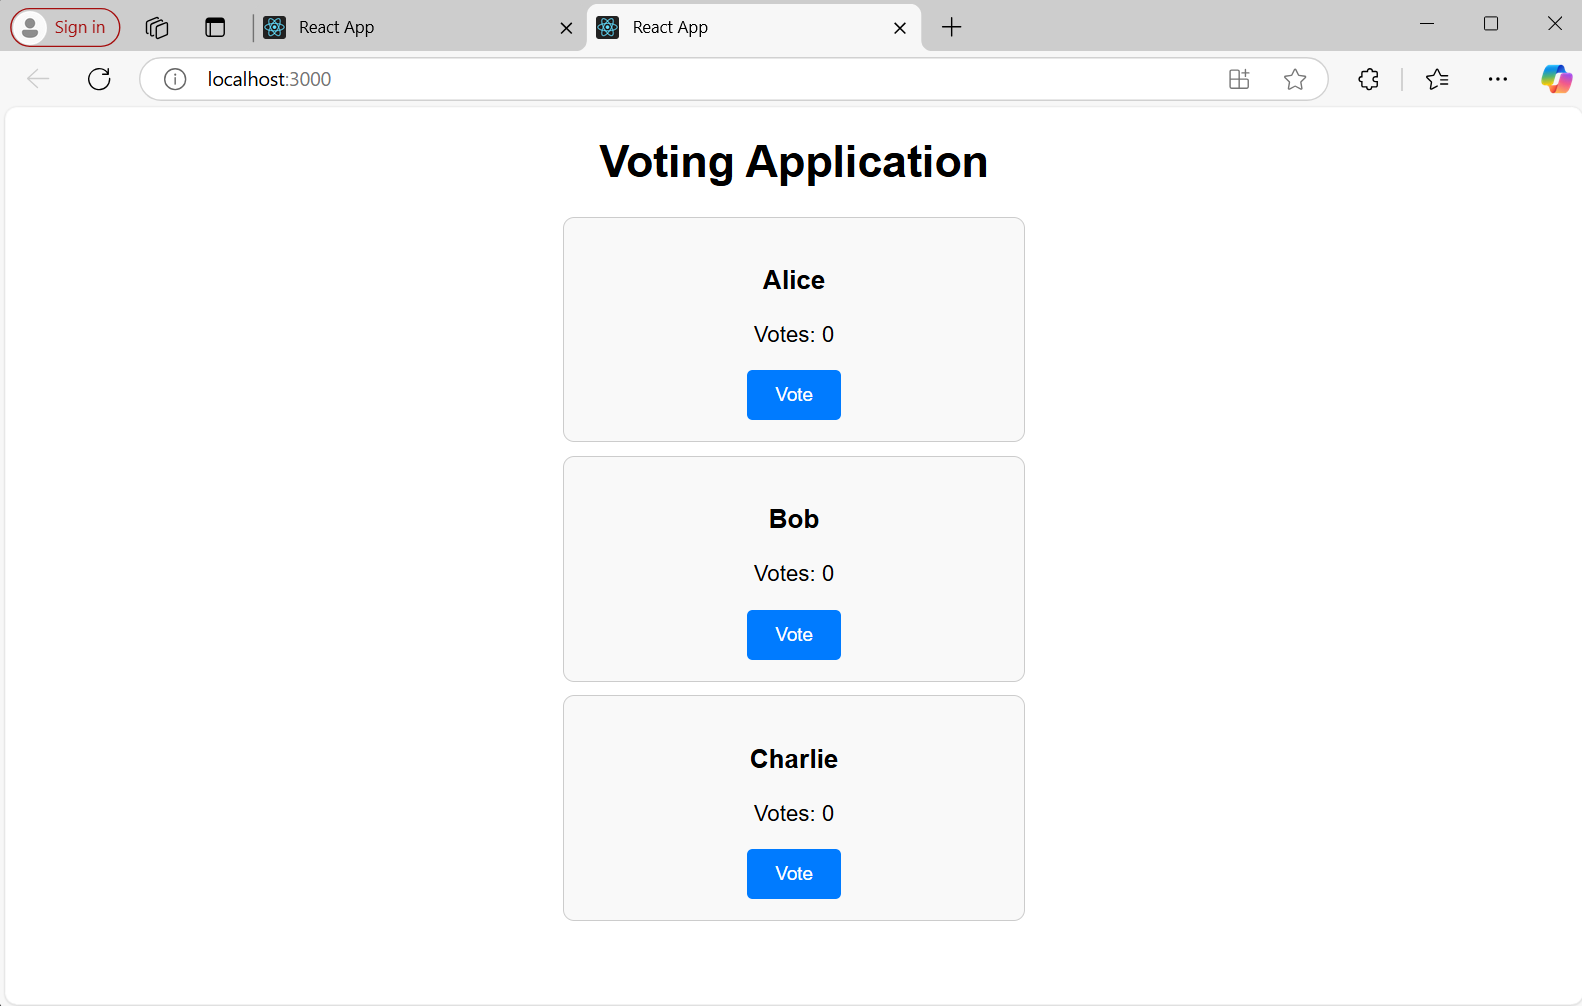 Sign in
React App
React App
localhost:3000
Voting Application
Alice
Votes: 0
Vote
Bob
Votes: 0
Vote
Charlie
Votes: 0
Vote